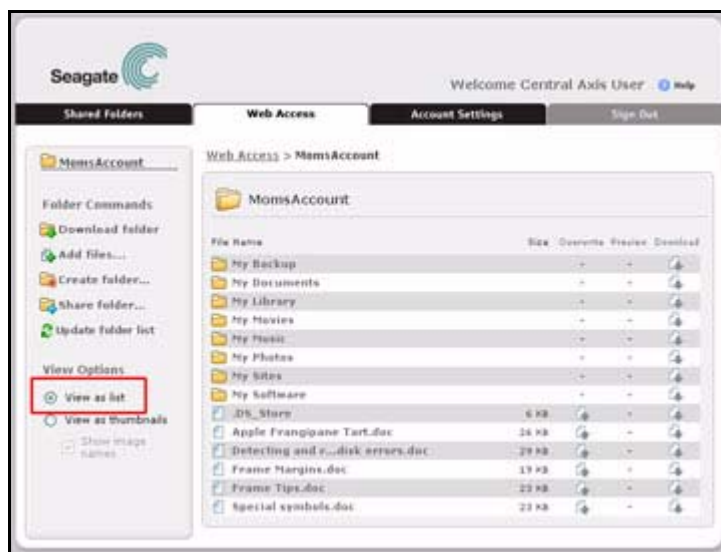 Seagate
Welcome Central Axis User Help
Shared Folders Web Access Account Settings Sign Out
MomsAccount
Folder Commands
Download folder
Add files...
Create folder...
Share folder...
Update folder list
View Options
View as list
View as thumbnails
Show image names
Web Access > MomsAccount
MomsAccount
File Name Size Overwrite Preview Download
My Backup - -
My Documents - -
My Library - -
My Movies - -
My Music - -
My Photos - -
My Sites - -
My Software - -
.DS_Store 6 KB -
Apple Frangipane Tart.doc 26 KB -
Detecting and r...disk errors.doc 29 KB -
Frame Margins.doc 19 KB -
Frame Tips.doc 23 KB -
Special symbols.doc 23 KB -